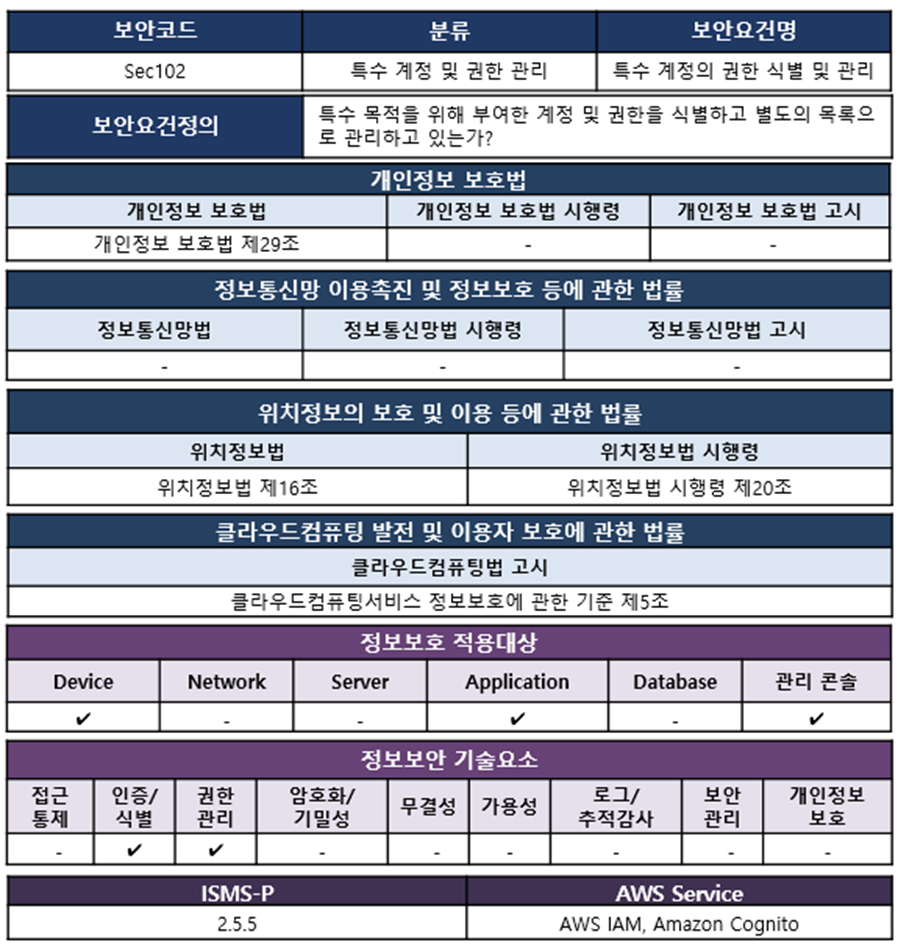 보안코드 분류 보안요건명
Sec102 특수 계정 및 권한 관리 특수 계정의 권한 식별 및 관리
보안요건정의 특수 목적을 위해 부여한 계정 및 권한을 식별하고 별도의 목록으
로 관리하고 있는가?
개인정보 보호법
개인정보 보호법 개인정보 보호법 시행령 개인정보 보호법 고시
개인정보 보호법 제29조 - -
정보통신망 이용촉진 및 정보보호 등에 관한 법률
정보통신망법 정보통신망법 시행령 정보통신망법 고시
- - -
위치정보의 보호 및 이용 등에 관한 법률
위치정보법 위치정보법 시행령
위치정보법 제16조 위치정보법 시행령 제20조
클라우드컴퓨팅 발전 및 이용자 보호에 관한 법률
클라우드컴퓨팅법 고시
클라우드컴퓨팅서비스 정보보호에 관한 기준 제5조
정보보호 적용대상
Device Network Server Application Database 관리 콘솔
✔ - - ✔ - ✔
정보보안 기술요소
접근 인증/ 권한 암호화/ 무결성 가용성 로그/ 보안 개인정보
통제 식별 관리 기밀성 추적감사 관리 보호
- ✔ ✔ - - - - - -
ISMS-P AWS Service
2.5.5 AWS IAM, Amazon Cognito